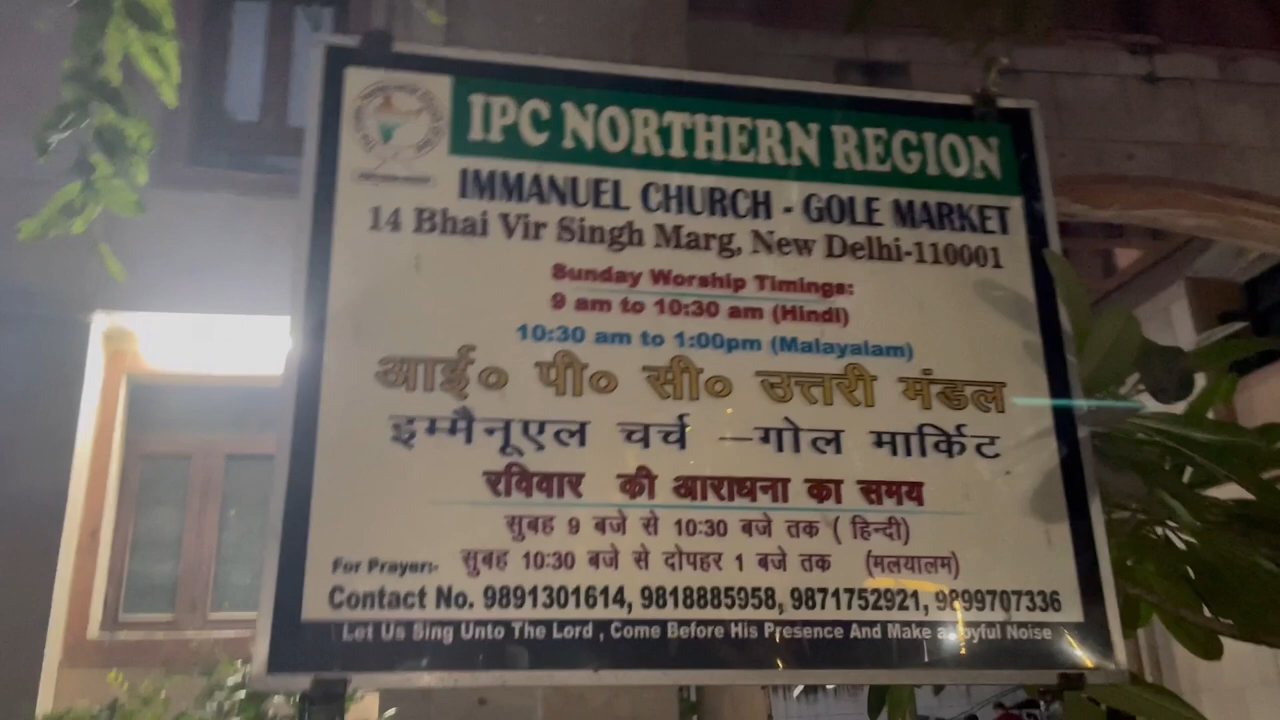 IPC NORTHERN REGION
IMMANUEL CHURCH - GOLE MARKET
14 Bhai Vir Singh Marg, New Delhi-110001
Sunday Worship Timings:
9 am to 10:30 am (Hindi)
10:30 am to 1:00pm (Malayalam)
आई० पी० सी० उत्तरी मंडल
इम्मैनूएल चर्च –गोल मार्किट
रविवार की आराधना का समय
सुबह 9 बजे से 10:30 बजे तक ( हिन्दी)
सुबह 10:30 बजे से दोपहर 1 बजे तक (मलयालम)
For Prayer:-
Contact No. 9891301614, 9818885958, 9871752921, 9899707336
Let Us Sing Unto The Lord , Come Before His Presence And Make a Joyful Noise